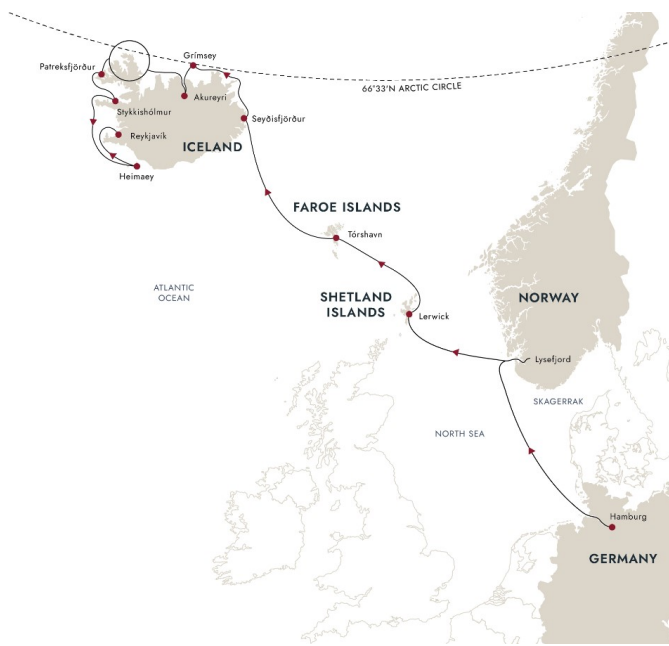 Grímsey
Patreksfjörður
66°33'N ARCTIC CIRCLE
Akureyri
Stykkishólmur
Seyðisfjörður
Reykjavík
ICELAND
Heimaey
FAROE ISLANDS
Tórshavn
ATLANTIC
OCEAN
SHETLAND
ISLANDS
NORWAY
Lerwick
Lysefjord
SKAGERRAK
NORTH SEA
Hamburg
GERMANY